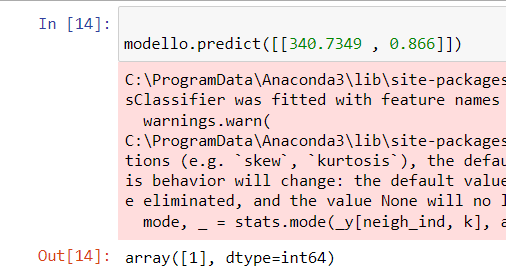 In [14]:
modello.predict([[340.7349 , 0.866]])
C:\ProgramData\Anaconda3\lib\site-packages
sClassifier was fitted with feature names
warnings.warn(
C:\ProgramData\Anaconda3\lib\site-packages
tions (e.g. `skew`, `kurtosis`), the defau
is behavior will change: the default value
e eliminated, and the value None will no l
mode, _ = stats.mode(_y[neigh_ind, k], a
Out[14]: array([1], dtype=int64)